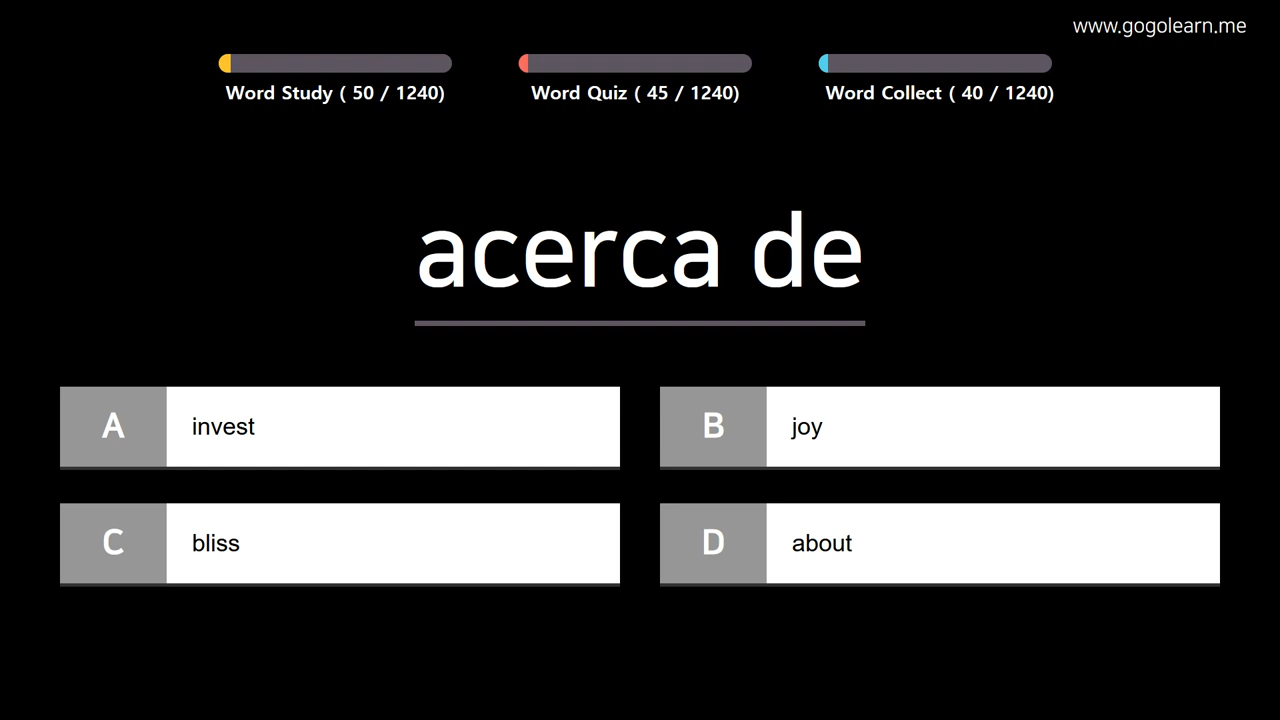 www.gogolearn.me
Word Study ( 50 / 1240)
Word Quiz ( 45 / 1240)
Word Collect ( 40 / 1240)
acerca de
A invest
B joy
C bliss
D about